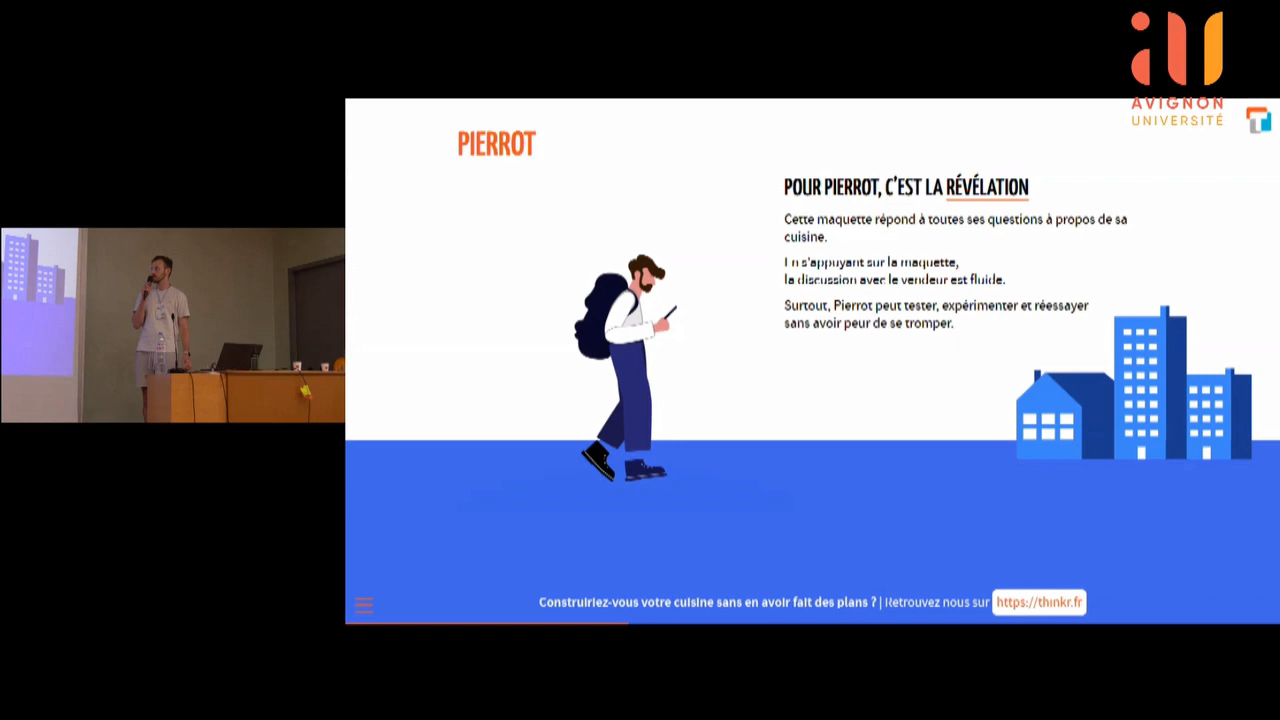 AVIGNON
UNIVERSITÉ
PIERROT
POUR PIERROT, C'EST LA RÉVÉLATION
Cette maquette répond à toutes ses questions à propos de sa
cuisine.
En s'appuyant sur la maquette,
la discussion avec le vendeur est fluide.
Surtout, Pierrot peut tester, expérimenter et réessayer
sans avoir peur de se tromper.
Construiriez-vous votre cuisine sans en avoir fait des plans ? | Retrouvez nous sur https://thinkr.fr